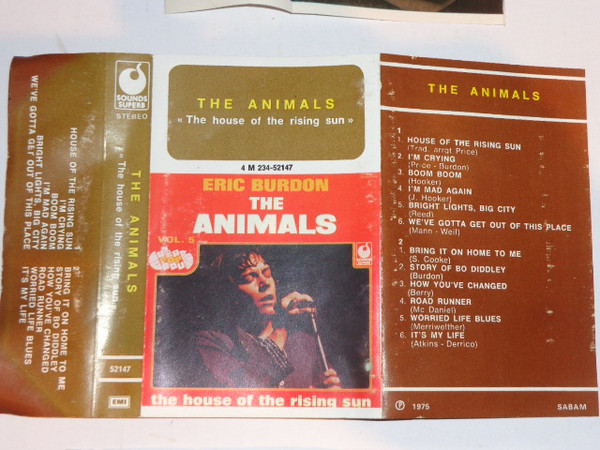 SOUNDS
SUPERB
STEREO
HOUSE OF THE RISING SUN
I'M CRYING
BOOM BOOM
I'M MAD AGAIN
BRIGHT LIGHTS, BIG CITY
WE'VE GOTTA GET OUT OF THIS PLACE
BRING IT ON HOME TO ME
STORY OF BO DIDDLEY
HOW YOU'VE CHANGED
ROAD RUNNER
WORRIED LIFE BLUES
IT'S MY LIFE
THE ANIMALS
« The house of the rising sun »
52147
EMI
THE ANIMALS
« The house of the rising sun »
4 M 234-52147
ERIC BURDON
THE
ANIMALS
VOL. 5
POP
SOUNDS
SUPERB
the house of the rising sun
THE ANIMALS
1
1. HOUSE OF THE RISING SUN
(Trad. arrgt Price)
2. I'M CRYING
(Price - Burdon)
3. BOOM BOOM
(Hooker)
4. I'M MAD AGAIN
(J. Hooker)
5. BRIGHT LIGHTS, BIG CITY
(Reed)
6. WE'VE GOTTA GET OUT OF THIS PLACE
(Mann - Weil)
2
1. BRING IT ON HOME TO ME
(S. Cooke)
2. STORY OF BO DIDDLEY
(Burdon)
3. HOW YOU'VE CHANGED
(Berry)
4. ROAD RUNNER
(Mc Daniel)
5. WORRIED LIFE BLUES
(Merriwelther)
6. IT'S MY LIFE
(Atkins - Derrico)
℗ 1975
SABAM